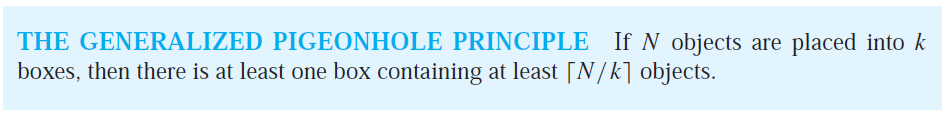 THE GENERALIZED PIGEONHOLE PRINCIPLE If N objects are placed into k
boxes, then there is at least one box containing at least ⌈N/k⌉ objects.